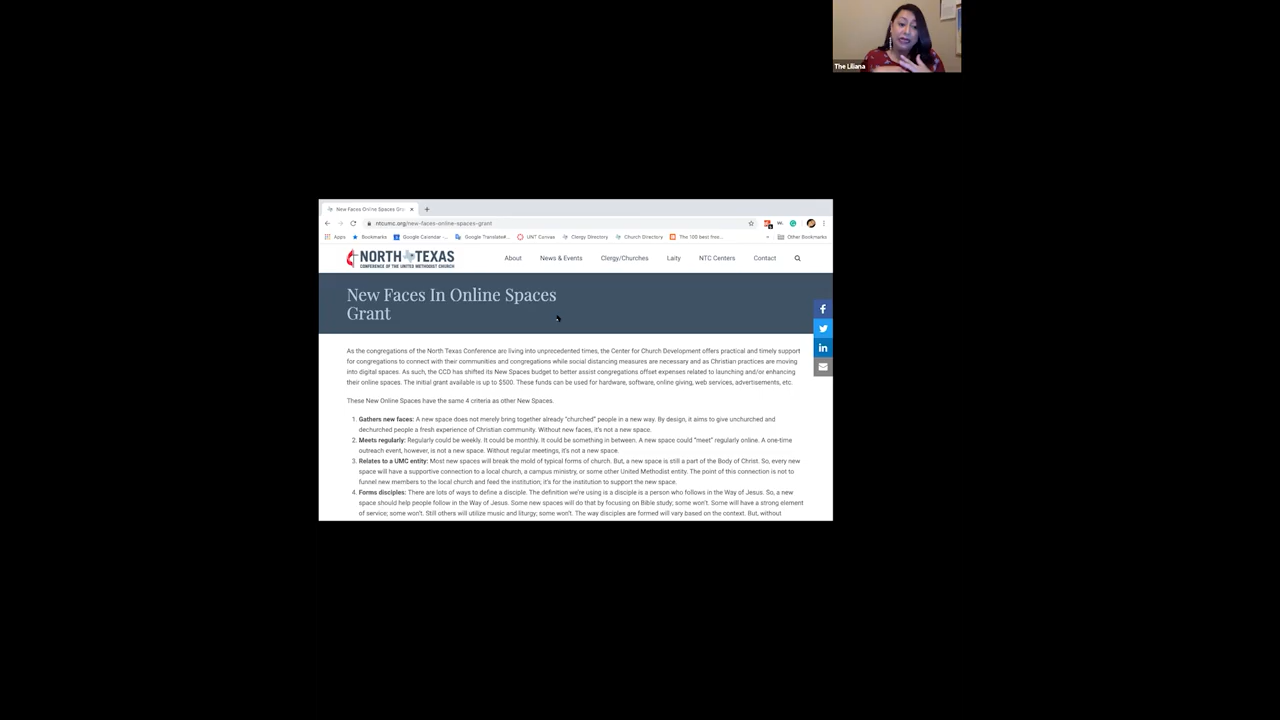 The Liliana
New Faces Online Spaces Gra
ntcumc.org/new-faces-online-spaces-grant
Apps Bookmarks Google Calendar -... Google Translate#... UNT Canvas Clergy Directory Church Directory The 100 best free... » Other Bookmarks
NORTH TEXAS
CONFERENCE OF THE UNITED METHODIST CHURCH
About News & Events Clergy/Churches Laity NTC Centers Contact
New Faces In Online Spaces
Grant
As the congregations of the North Texas Conference are living into unprecedented times, the Center for Church Development offers practical and timely support
for congregations to connect with their communities and congregations while social distancing measures are necessary and as Christian practices are moving
into digital spaces. As such, the CCD has shifted its New Spaces budget to better assist congregations offset expenses related to launching and/or enhancing
their online spaces. The initial grant available is up to $500. These funds can be used for hardware, software, online giving, web services, advertisements, etc.
These New Online Spaces have the same 4 criteria as other New Spaces.
1. Gathers new faces: A new space does not merely bring together already "churched" people in a new way. By design, it aims to give unchurched and
dechurched people a fresh experience of Christian community. Without new faces, it's not a new space.
2. Meets regularly: Regularly could be weekly. It could be monthly. It could be something in between. A new space could "meet" regularly online. A one-time
outreach event, however, is not a new space. Without regular meetings, it's not a new space.
3. Relates to a UMC entity: Most new spaces will break the mold of typical forms of church. But, a new space is still a part of the Body of Christ. So, every new
space will have a supportive connection to a local church, a campus ministry, or some other United Methodist entity. The point of this connection is not to
funnel new members to the local church and feed the institution, it's for the institution to support the new space.
4. Forms disciples: There are lots of ways to define a disciple. The definition we're using is a disciple is a person who follows in the Way of Jesus. So, a new
space should help people follow in the Way of Jesus. Some new spaces will do that by focusing on Bible study; some won't. Some will have a strong element
of service; some won't. Still others will utilize music and liturgy; some won't. The way disciples are formed will vary based on the context. But, without